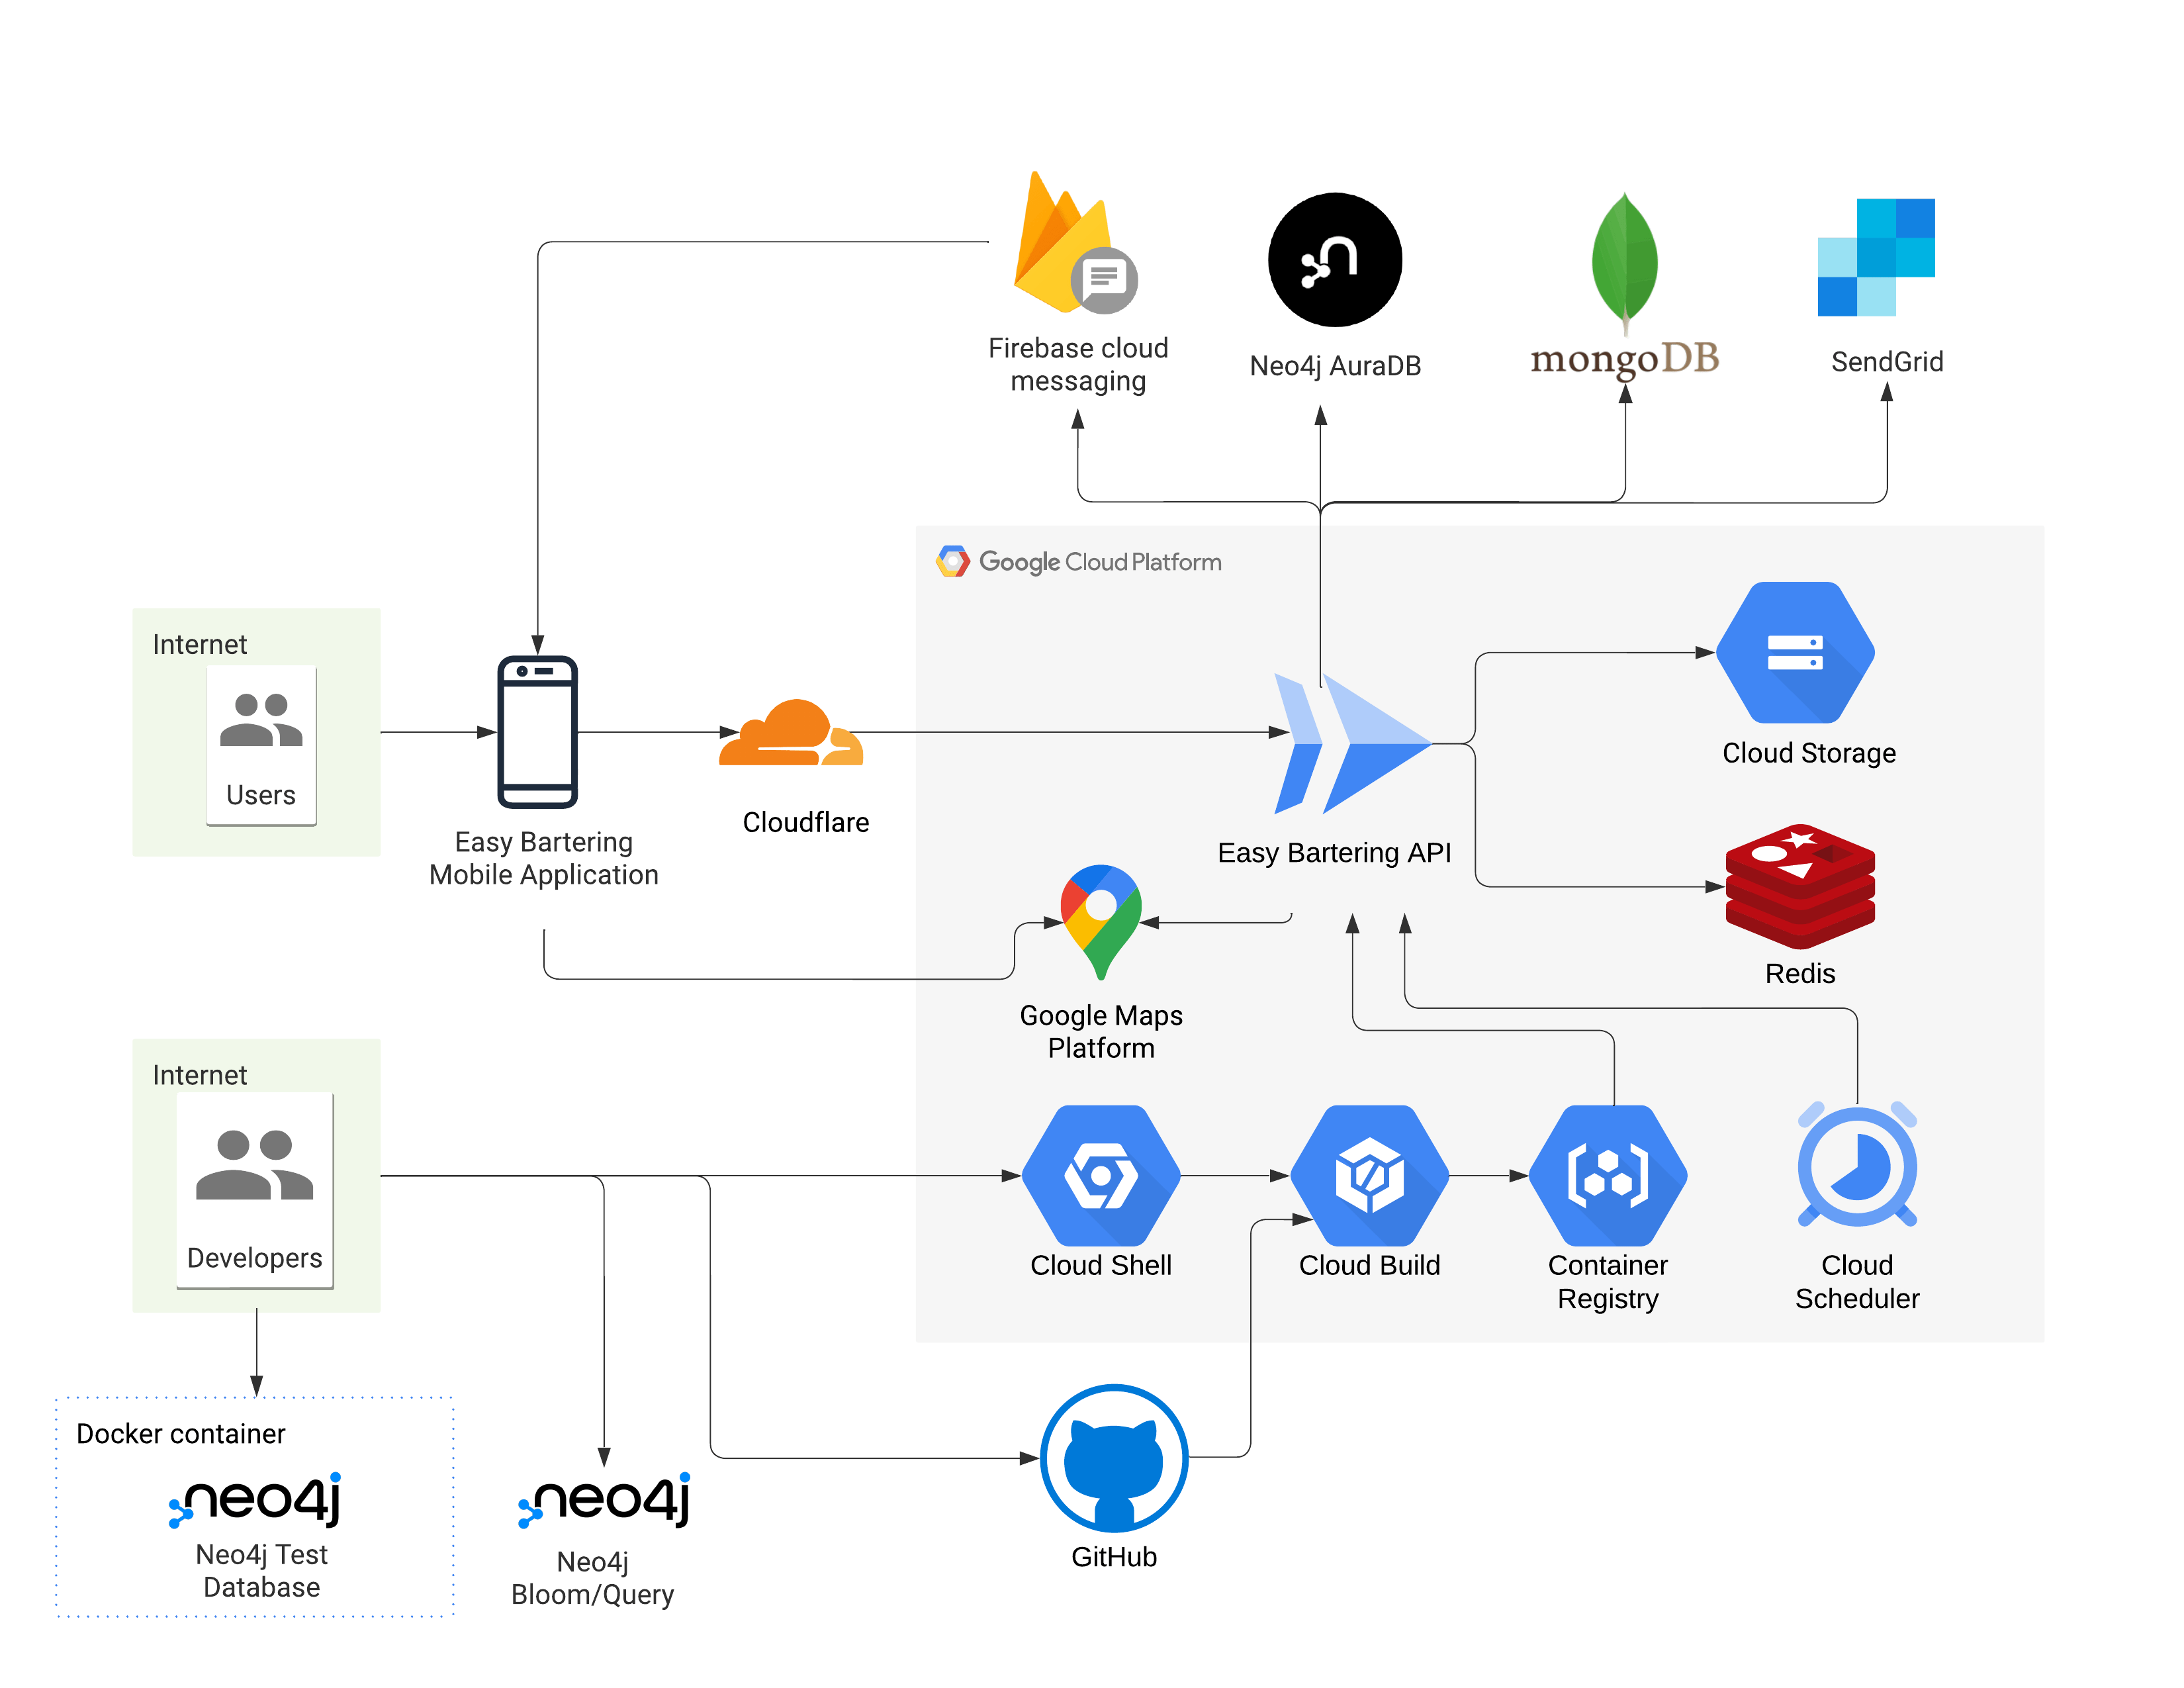 Firebase cloud
messaging
Neo4j AuraDB
mongoDB
SendGrid
Google Cloud Platform
Internet
Users
Easy Bartering
Mobile Application
Cloudflare
Easy Bartering API
Cloud Storage
Redis
Google Maps
Platform
Internet
Developers
Cloud Shell
Cloud Build
Container
Registry
Cloud
Scheduler
Docker container
neo4j
Neo4j Test
Database
neo4j
Neo4j
Bloom/Query
GitHub